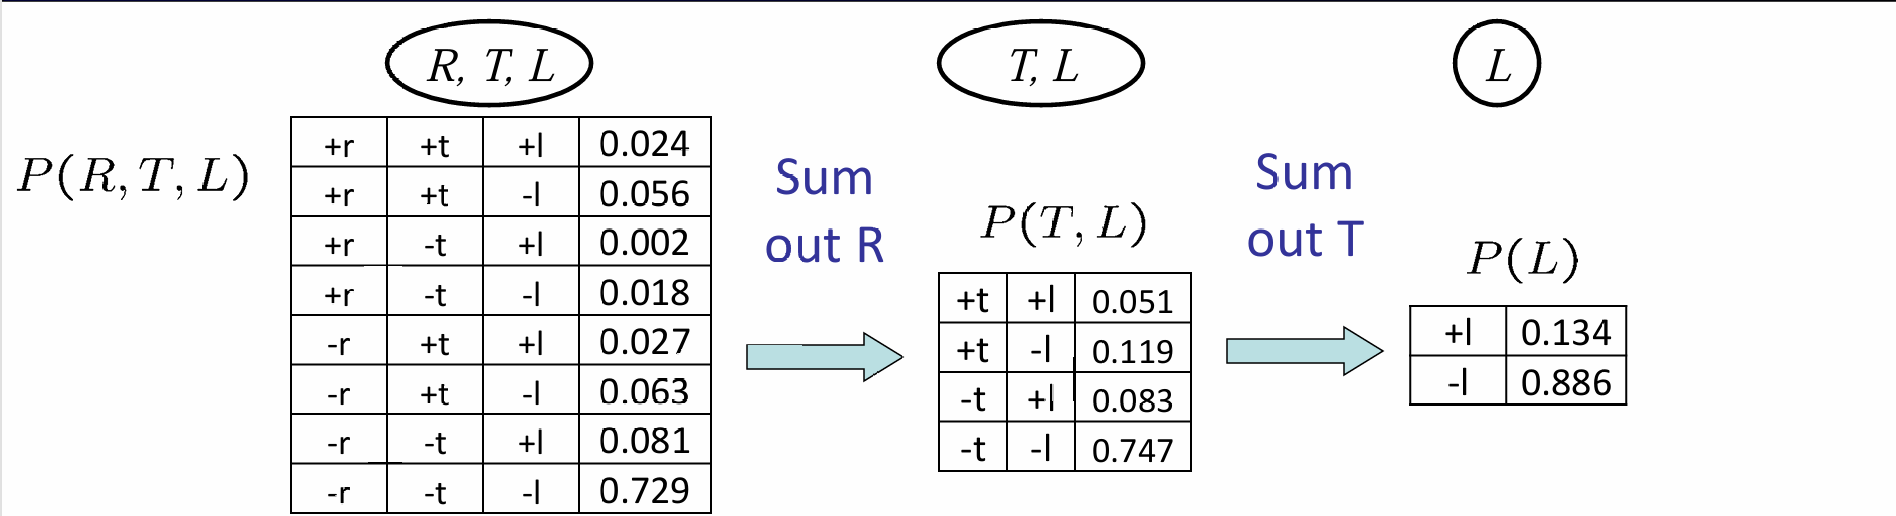 R, T, L
T, L
L
P(R, T, L)
+r +t +l 0.024
+r +t -l 0.056
+r -t +l 0.002
+r -t -l 0.018
-r +t +l 0.027
-r +t -l 0.063
-r -t +l 0.081
-r -t -l 0.729
Sum
out R
P(T, L)
+t +l 0.051
+t -l 0.119
-t +l 0.083
-t -l 0.747
Sum
out T
P(L)
+l 0.134
-l 0.886